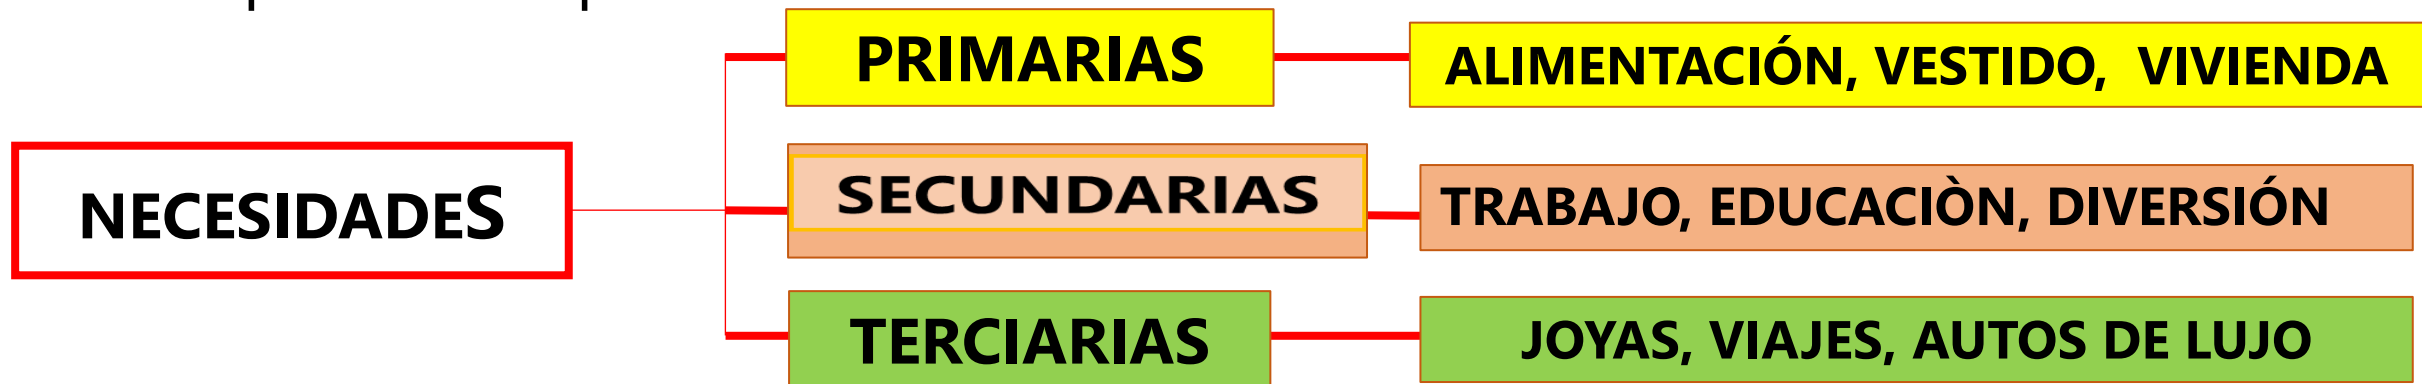 NECESIDADES
PRIMARIAS
ALIMENTACIÓN, VESTIDO, VIVIENDA
SECUNDARIAS
TRABAJO, EDUCACIÒN, DIVERSIÓN
TERCIARIAS
JOYAS, VIAJES, AUTOS DE LUJO